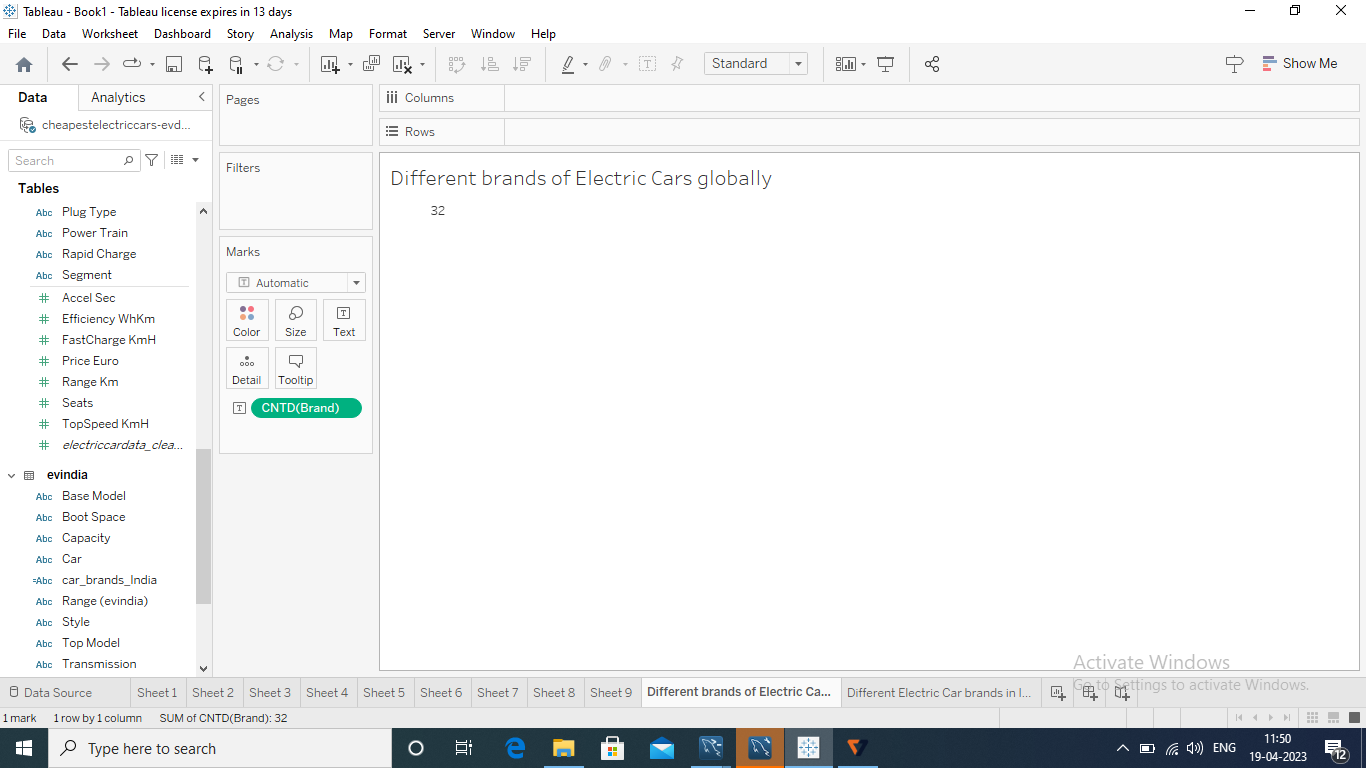 Tableau - Book1 - Tableau license expires in 13 days
File Data Worksheet Dashboard Story Analysis Map Format Server Window Help
Standard
Show Me
Data Analytics
cheapestelectriccars-evd...
Search
Tables
Abc Plug Type
Abc Power Train
Abc Rapid Charge
Abc Segment
# Accel Sec
# Efficiency WhKm
# FastCharge KmH
# Price Euro
# Range Km
# Seats
# TopSpeed KmH
# electriccardata_clea...
evindia
Abc Base Model
Abc Boot Space
Abc Capacity
Abc Car
=Abc car_brands_India
Abc Range (evindia)
Abc Style
Abc Top Model
Abc Transmission
Pages
Filters
Marks
T Automatic
Color Size Text
Detail Tooltip
T CNTD(Brand)
Columns
Rows
Different brands of Electric Cars globally
32
Activate Windows
Go to Settings to activate Windows.
Data Source Sheet 1 Sheet 2 Sheet 3 Sheet 4 Sheet 5 Sheet 6 Sheet 7 Sheet 8 Sheet 9 Different brands of Electric Ca... Different Electric Car brands in I...
1 mark 1 row by 1 column SUM of CNTD(Brand): 32
Type here to search
ENG
11:50
19-04-2023
12